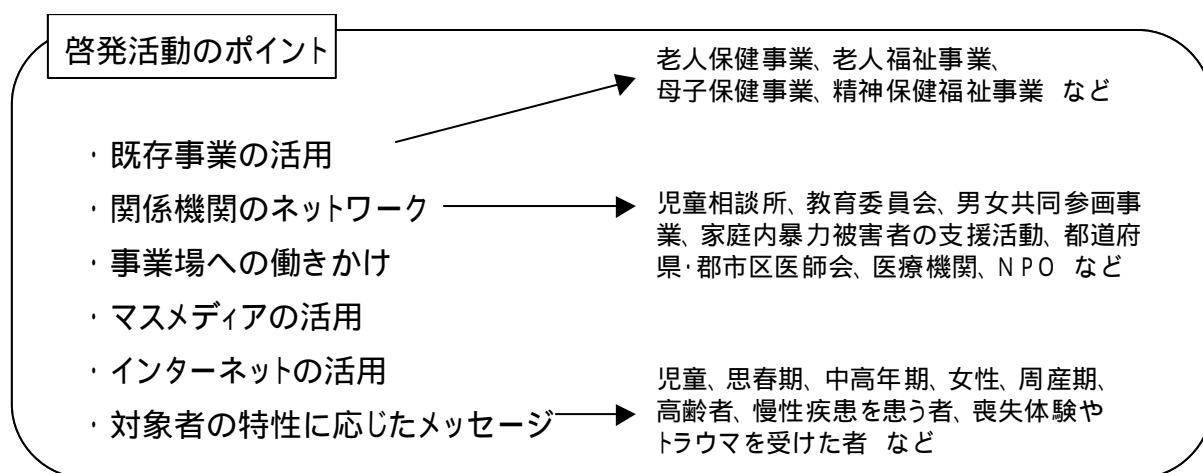 啓発活動のポイント
老人保健事業、老人福祉事業、
母子保健事業、精神保健福祉事業 など
・既存事業の活用
・関係機関のネットワーク
児童相談所、教育委員会、男女共同参画事
業、家庭内暴力被害者の支援活動、都道府
県・郡市区医師会、医療機関、NPO など
・事業場への働きかけ
・マスメディアの活用
・インターネットの活用
・対象者の特性に応じたメッセージ
児童、思春期、中高年期、女性、周産期、
高齢者、慢性疾患を患う者、喪失体験や
トラウマを受けた者 など